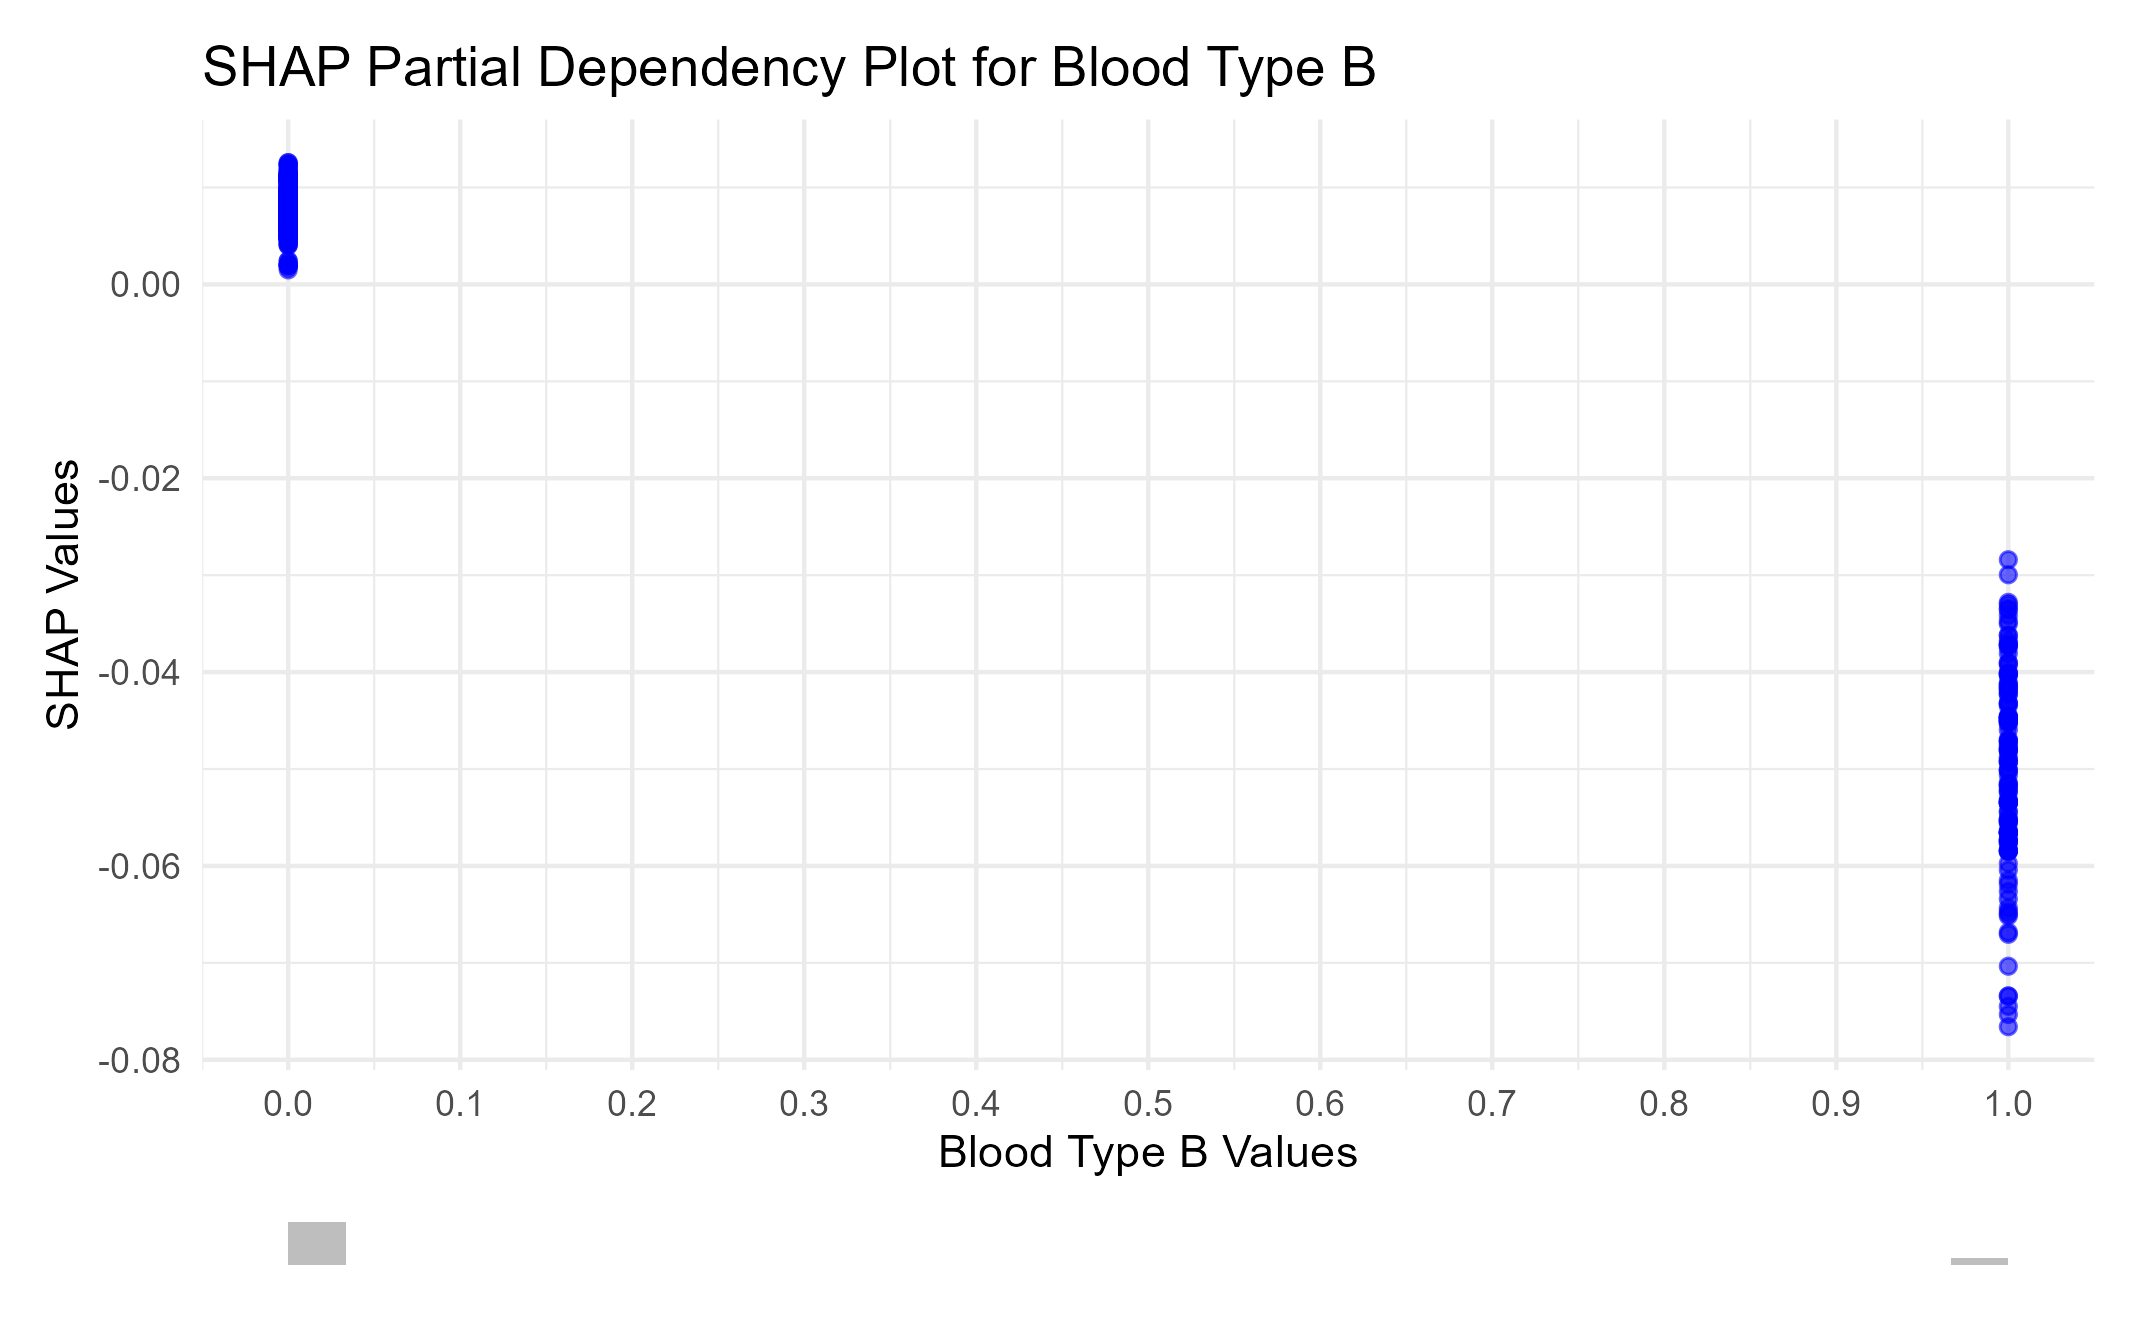 SHAP Partial Dependency Plot for Blood Type B
0.00
-0.02
-0.04
-0.06
-0.08
SHAP Values
0.0 0.1 0.2 0.3 0.4 0.5 0.6 0.7 0.8 0.9 1.0
Blood Type B Values